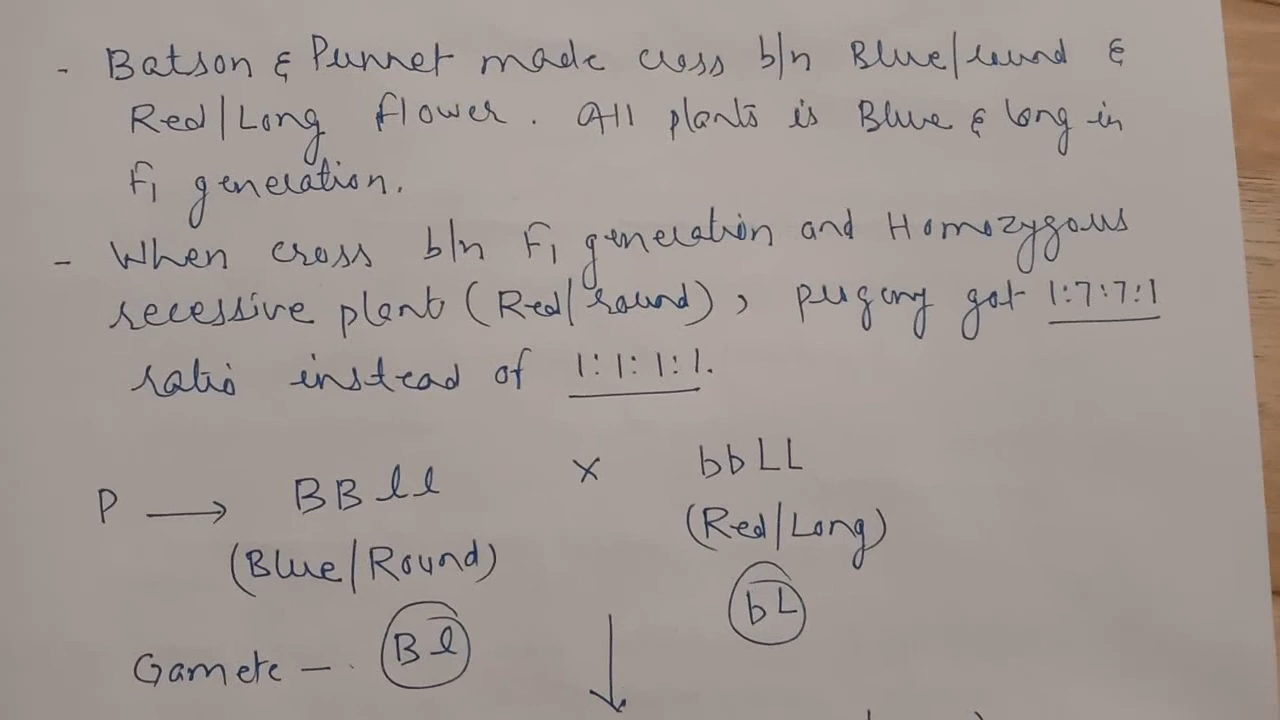 - Batson & Punnet made cross b/n Blue/round &
Red/Long flower. All plants is Blue & long in
F1 generation.
- When cross b/n F1 generation and Homozygous
recessive plant (Red/round), pugeny got 1:7:7:1
ratio instead of 1:1:1:1.
P → BBll × bbLL
(Blue/Round) (Red/Long)
Gamete - Bl bL